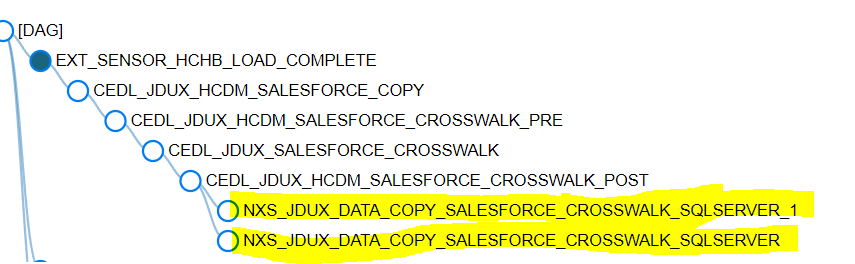 [DAG]
EXT_SENSOR_HCHB_LOAD_COMPLETE
CEDL_JDUX_HCDM_SALESFORCE_COPY
CEDL_JDUX_HCDM_SALESFORCE_CROSSWALK_PRE
CEDL_JDUX_SALESFORCE_CROSSWALK
CEDL_JDUX_HCDM_SALESFORCE_CROSSWALK_POST
NXS_JDUX_DATA_COPY_SALESFORCE_CROSSWALK_SQLSERVER_1
NXS_JDUX_DATA_COPY_SALESFORCE_CROSSWALK_SQLSERVER